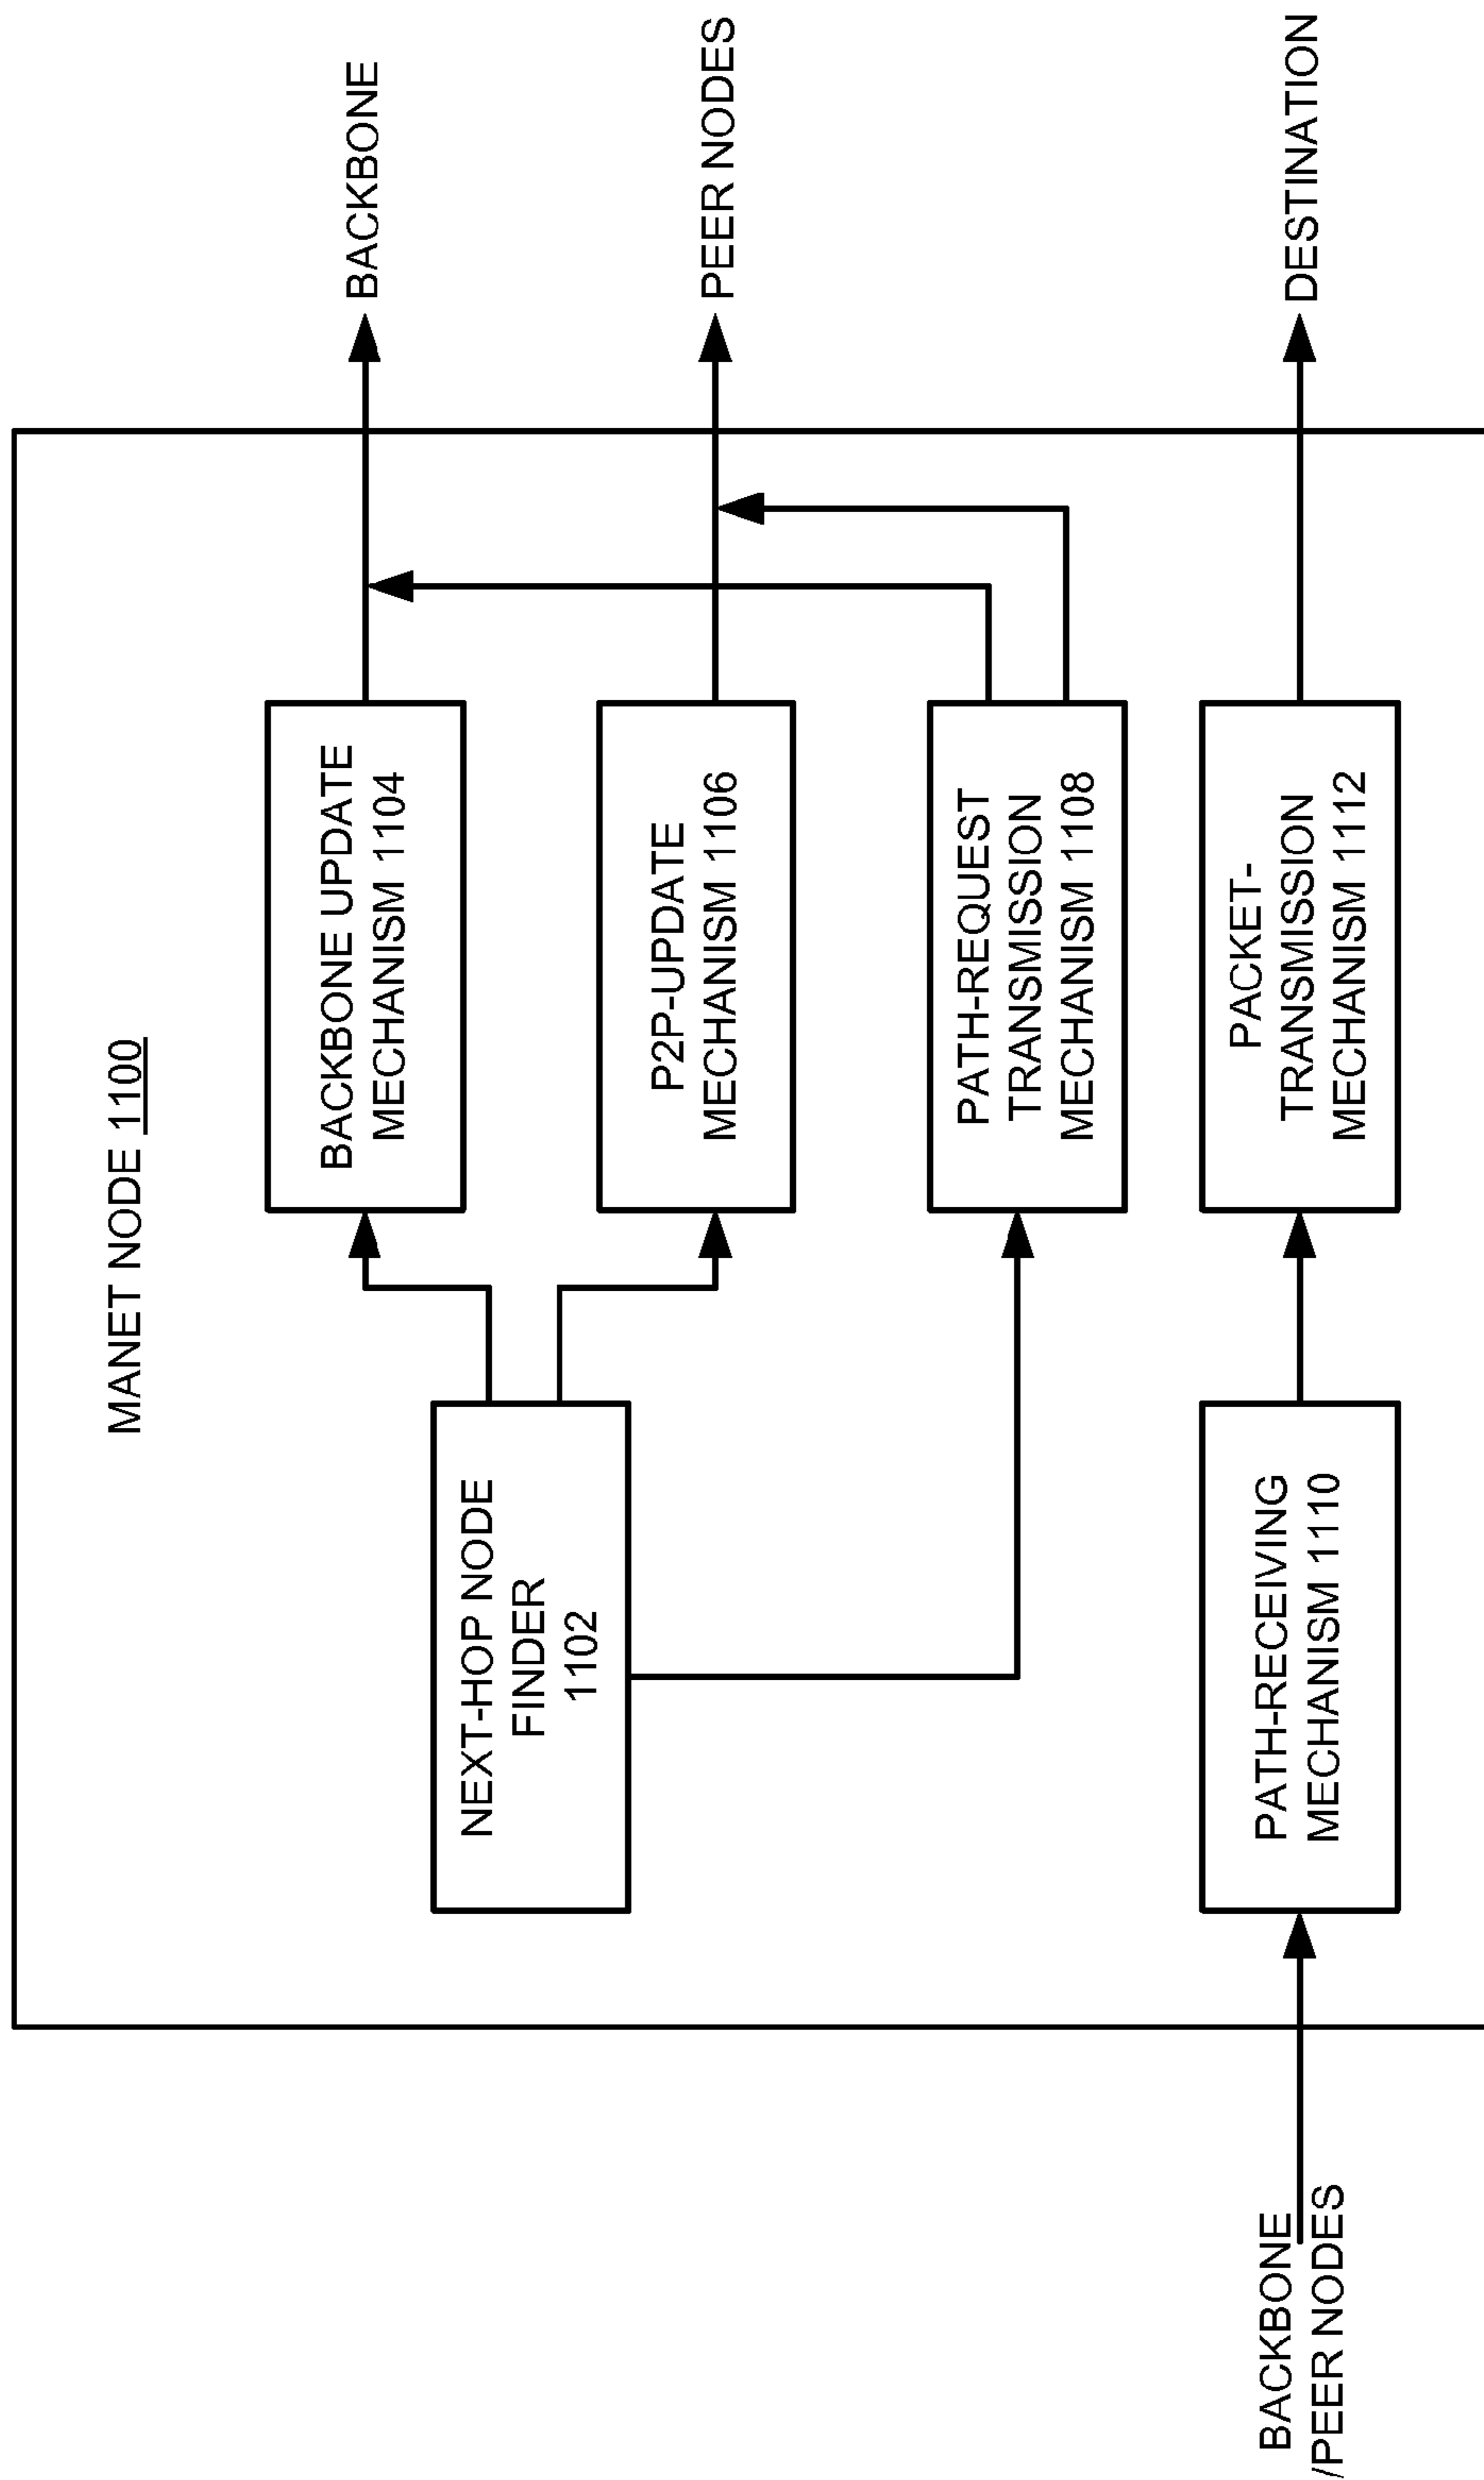 MANET NODE 1100
BACKBONE UPDATE
MECHANISM 1104
BACKBONE
NEXT-HOP NODE
FINDER
1102
P2P-UPDATE
MECHANISM 1106
PEER NODES
PATH-REQUEST
TRANSMISSION
MECHANISM 1108
BACKBONE
/PEER NODES
PATH-RECEIVING
MECHANISM 1110
PACKET-
TRANSMISSION
MECHANISM 1112
DESTINATION